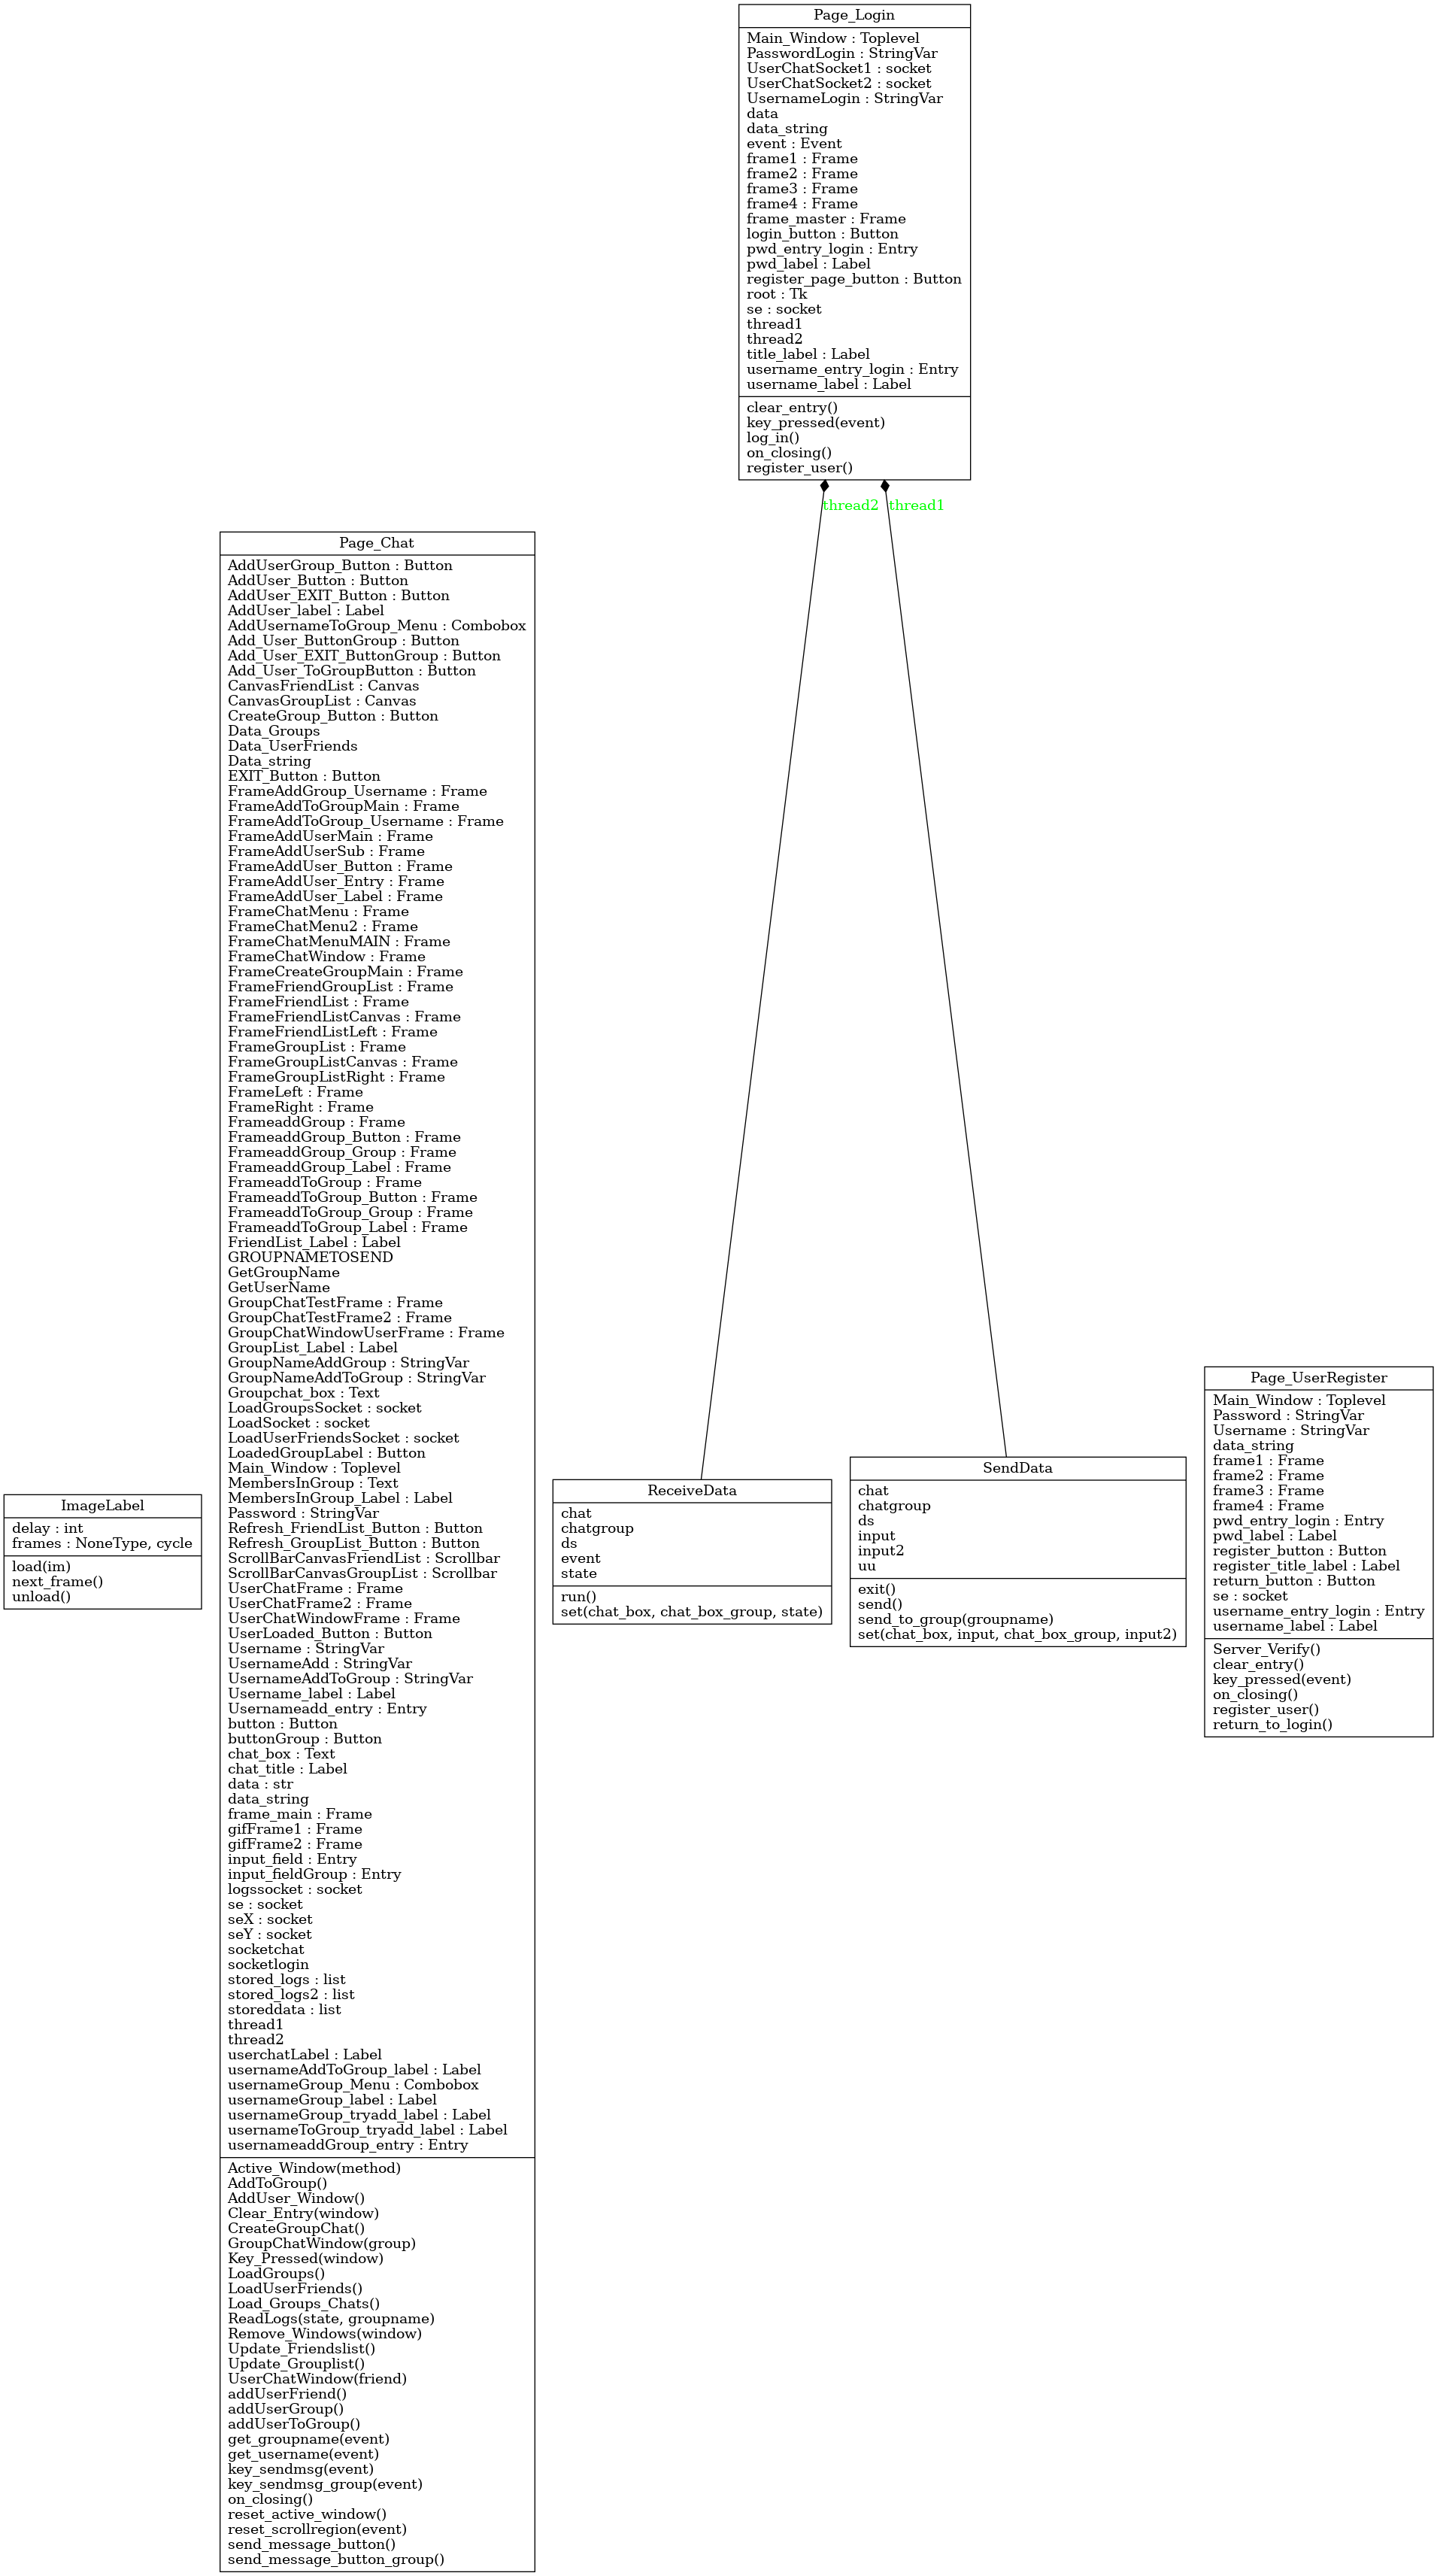 Page_Login
Main_Window : Toplevel
PasswordLogin : StringVar
UserChatSocket1 : socket
UserChatSocket2 : socket
UsernameLogin : StringVar
data
data_string
event : Event
frame1 : Frame
frame2 : Frame
frame3 : Frame
frame4 : Frame
frame_master : Frame
login_button : Button
pwd_entry_login : Entry
pwd_label : Label
register_page_button : Button
root : Tk
se : socket
thread1
thread2
title_label : Label
username_entry_login : Entry
username_label : Label
clear_entry()
key_pressed(event)
log_in()
on_closing()
register_user()
thread2
thread1
Page_Chat
AddUserGroup_Button : Button
AddUser_Button : Button
AddUser_EXIT_Button : Button
AddUser_label : Label
AddUsernameToGroup_Menu : Combobox
Add_User_ButtonGroup : Button
Add_User_EXIT_ButtonGroup : Button
Add_User_ToGroupButton : Button
CanvasFriendList : Canvas
CanvasGroupList : Canvas
CreateGroup_Button : Button
Data_Groups
Data_UserFriends
Data_string
EXIT_Button : Button
FrameAddGroup_Username : Frame
FrameAddToGroupMain : Frame
FrameAddToGroup_Username : Frame
FrameAddUserMain : Frame
FrameAddUserSub : Frame
FrameAddUser_Button : Frame
FrameAddUser_Entry : Frame
FrameAddUser_Label : Frame
FrameChatMenu : Frame
FrameChatMenu2 : Frame
FrameChatMenuMAIN : Frame
FrameChatWindow : Frame
FrameCreateGroupMain : Frame
FrameFriendGroupList : Frame
FrameFriendList : Frame
FrameFriendListCanvas : Frame
FrameFriendListLeft : Frame
FrameGroupList : Frame
FrameGroupListCanvas : Frame
FrameGroupListRight : Frame
FrameLeft : Frame
FrameRight : Frame
FrameaddGroup : Frame
FrameaddGroup_Button : Frame
FrameaddGroup_Group : Frame
FrameaddGroup_Label : Frame
FrameaddToGroup : Frame
FrameaddToGroup_Button : Frame
FrameaddToGroup_Group : Frame
FrameaddToGroup_Label : Frame
FriendList_Label : Label
GROUPNAMETOSEND
GetGroupName
GetUserName
GroupChatTestFrame : Frame
GroupChatTestFrame2 : Frame
GroupChatWindowUserFrame : Frame
GroupList_Label : Label
GroupNameAddGroup : StringVar
GroupNameAddToGroup : StringVar
Groupchat_box : Text
LoadGroupsSocket : socket
LoadSocket : socket
LoadUserFriendsSocket : socket
LoadedGroupLabel : Button
Main_Window : Toplevel
MembersInGroup : Text
MembersInGroup_Label : Label
Password : StringVar
Refresh_FriendList_Button : Button
Refresh_GroupList_Button : Button
ScrollBarCanvasFriendList : Scrollbar
ScrollBarCanvasGroupList : Scrollbar
UserChatFrame : Frame
UserChatFrame2 : Frame
UserChatWindowFrame : Frame
UserLoaded_Button : Button
Username : StringVar
UsernameAdd : StringVar
UsernameAddToGroup : StringVar
Username_label : Label
Usernameadd_entry : Entry
button : Button
buttonGroup : Button
chat_box : Text
chat_title : Label
data : str
data_string
frame_main : Frame
gifFrame1 : Frame
gifFrame2 : Frame
input_field : Entry
input_fieldGroup : Entry
logssocket : socket
se : socket
seX : socket
seY : socket
socketchat
socketlogin
stored_logs : list
stored_logs2 : list
storeddata : list
thread1
thread2
userchatLabel : Label
usernameAddToGroup_label : Label
usernameGroup_Menu : Combobox
usernameGroup_label : Label
usernameGroup_tryadd_label : Label
usernameToGroup_tryadd_label : Label
usernameaddGroup_entry : Entry
Active_Window(method)
AddToGroup()
AddUser_Window()
Clear_Entry(window)
CreateGroupChat()
GroupChatWindow(group)
Key_Pressed(window)
LoadGroups()
LoadUserFriends()
Load_Groups_Chats()
ReadLogs(state, groupname)
Remove_Windows(window)
Update_Friendslist()
Update_Grouplist()
UserChatWindow(friend)
addUserFriend()
addUserGroup()
addUserToGroup()
get_groupname(event)
get_username(event)
key_sendmsg(event)
key_sendmsg_group(event)
on_closing()
reset_active_window()
reset_scrollregion(event)
send_message_button()
send_message_button_group()
ImageLabel
delay : int
frames : NoneType, cycle
load(im)
next_frame()
unload()
ReceiveData
chat
chatgroup
ds
event
state
run()
set(chat_box, chat_box_group, state)
SendData
chat
chatgroup
ds
input
input2
uu
exit()
send()
send_to_group(groupname)
set(chat_box, input, chat_box_group, input2)
Page_UserRegister
Main_Window : Toplevel
Password : StringVar
Username : StringVar
data_string
frame1 : Frame
frame2 : Frame
frame3 : Frame
frame4 : Frame
pwd_entry_login : Entry
pwd_label : Label
register_button : Button
register_title_label : Label
return_button : Button
se : socket
username_entry_login : Entry
username_label : Label
Server_Verify()
clear_entry()
key_pressed(event)
on_closing()
register_user()
return_to_login()